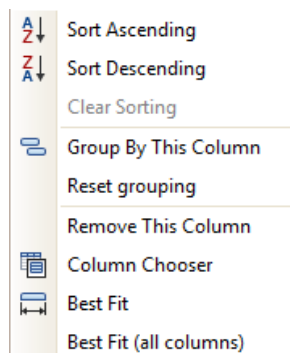 Sort Ascending
Sort Descending
Clear Sorting
Group By This Column
Reset grouping
Remove This Column
Column Chooser
Best Fit
Best Fit (all columns)